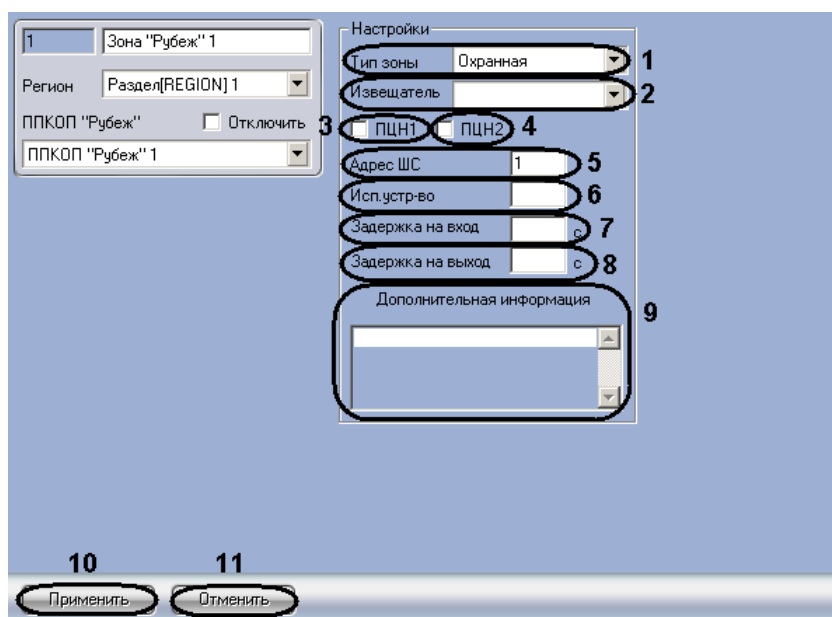 1 Зона "Рубеж" 1
Регион Раздел[REGION] 1
ППКОП "Рубеж" Отключить
ППКОП "Рубеж" 1
Настройки
Тип зоны Охранная 1
Извещатель 2
3 ПЦН1 ПЦН2 4
Адрес ШС 1 5
Исп.устр-во 6
Задержка на вход с 7
Задержка на выход с 8
Дополнительная информация
9
10 11
Применить Отменить